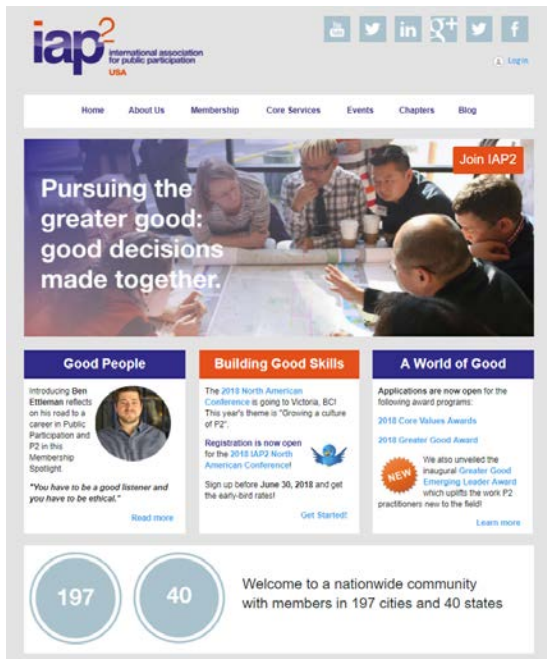 iap2
international association
for public participation
USA
You
in
g+
f
Log in
Home About Us Membership Core Services Events Chapters Blog
Join IAP2
Pursuing the
greater good:
good decisions
made together.
Good People
Introducing Ben
Ettleman reflects
on his road to a
career in Public
Participation and
P2 in this
Membership
Spotlight.
"You have to be a good listener and
you have to be ethical."
Read more
Building Good Skills
The 2018 North American
Conference is going to Victoria, BC!
This year's theme is "Growing a culture
of P2".
Registration is now open
for the 2018 IAP2 North
American Conference!
Sign up before June 30, 2018 and get
the early-bird rates!
Get Started!
A World of Good
Applications are now open for the
following award programs:
2018 Core Values Awards
2018 Greater Good Award
NEW
We also unveiled the
inaugural Greater Good
Emerging Leader Award
which uplifts the work P2
practitioners new to the field!
Learn more
197
40
Welcome to a nationwide community
with members in 197 cities and 40 states